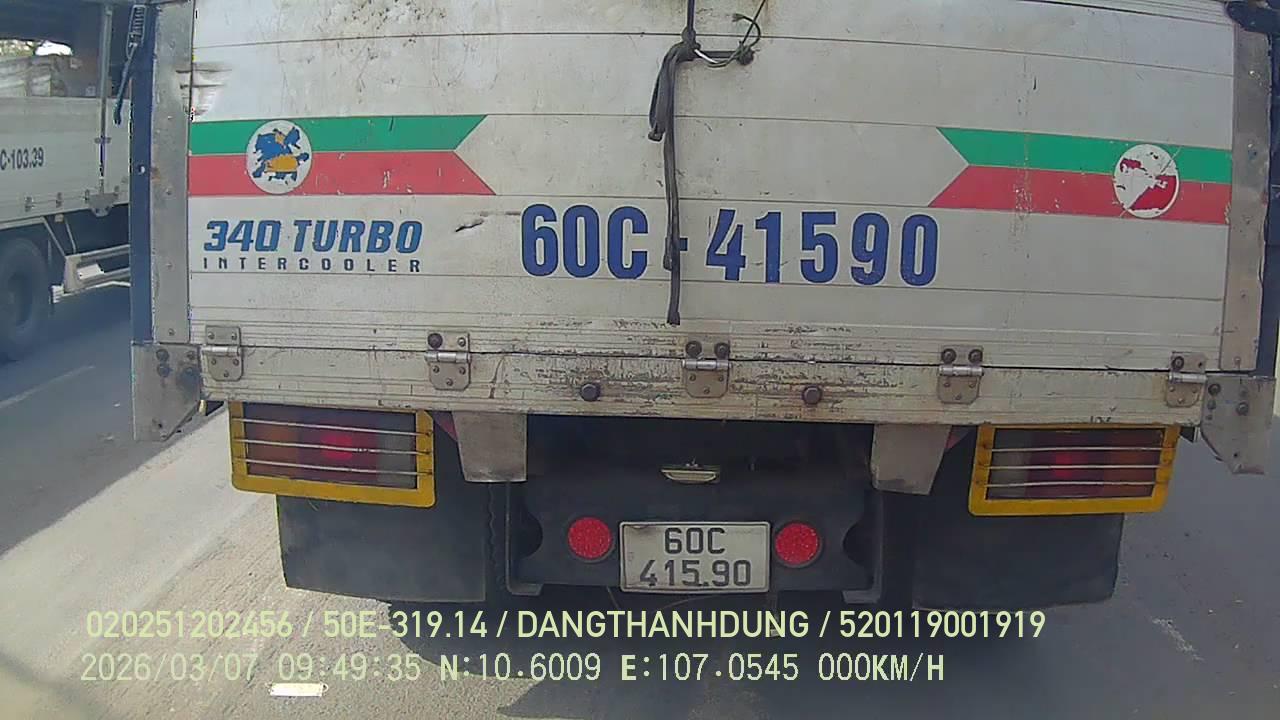 C-103.39
340 TURBO
INTERCOOLER
60C-41590
60C
415.90
020251202456 / 50E-319.14 / DANGTHANHDUNG / 520119001919
2026/03/07 09:49:35 N:10.6009 E:107.0545 000KM/H